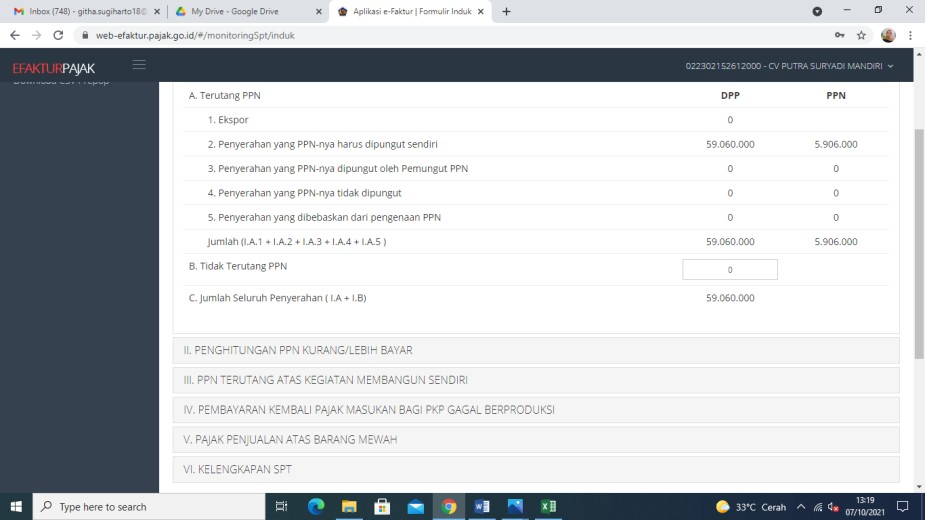 Inbox (748) - githa.sugiharto18@
My Drive - Google Drive
Aplikasi e-Faktur | Formulir Induk
web-efaktur.pajak.go.id/#/monitoringSpt/induk
EFAKTURPAJAK
022302152612000 - CV PUTRA SURYADI MANDIRI
Download CSV Prepop
A. Terutang PPN DPP PPN
1. Ekspor 0
2. Penyerahan yang PPN-nya harus dipungut sendiri 59.060.000 5.906.000
3. Penyerahan yang PPN-nya dipungut oleh Pemungut PPN 0 0
4. Penyerahan yang PPN-nya tidak dipungut 0 0
5. Penyerahan yang dibebaskan dari pengenaan PPN 0 0
Jumlah (I.A.1 + I.A.2 + I.A.3 + I.A.4 + I.A.5 ) 59.060.000 5.906.000
B. Tidak Terutang PPN 0
C. Jumlah Seluruh Penyerahan ( I.A + I.B) 59.060.000
II. PENGHITUNGAN PPN KURANG/LEBIH BAYAR
III. PPN TERUTANG ATAS KEGIATAN MEMBANGUN SENDIRI
IV. PEMBAYARAN KEMBALI PAJAK MASUKAN BAGI PKP GAGAL BERPRODUKSI
V. PAJAK PENJUALAN ATAS BARANG MEWAH
VI. KELENGKAPAN SPT
Type here to search
33°C Cerah
13:19
07/10/2021